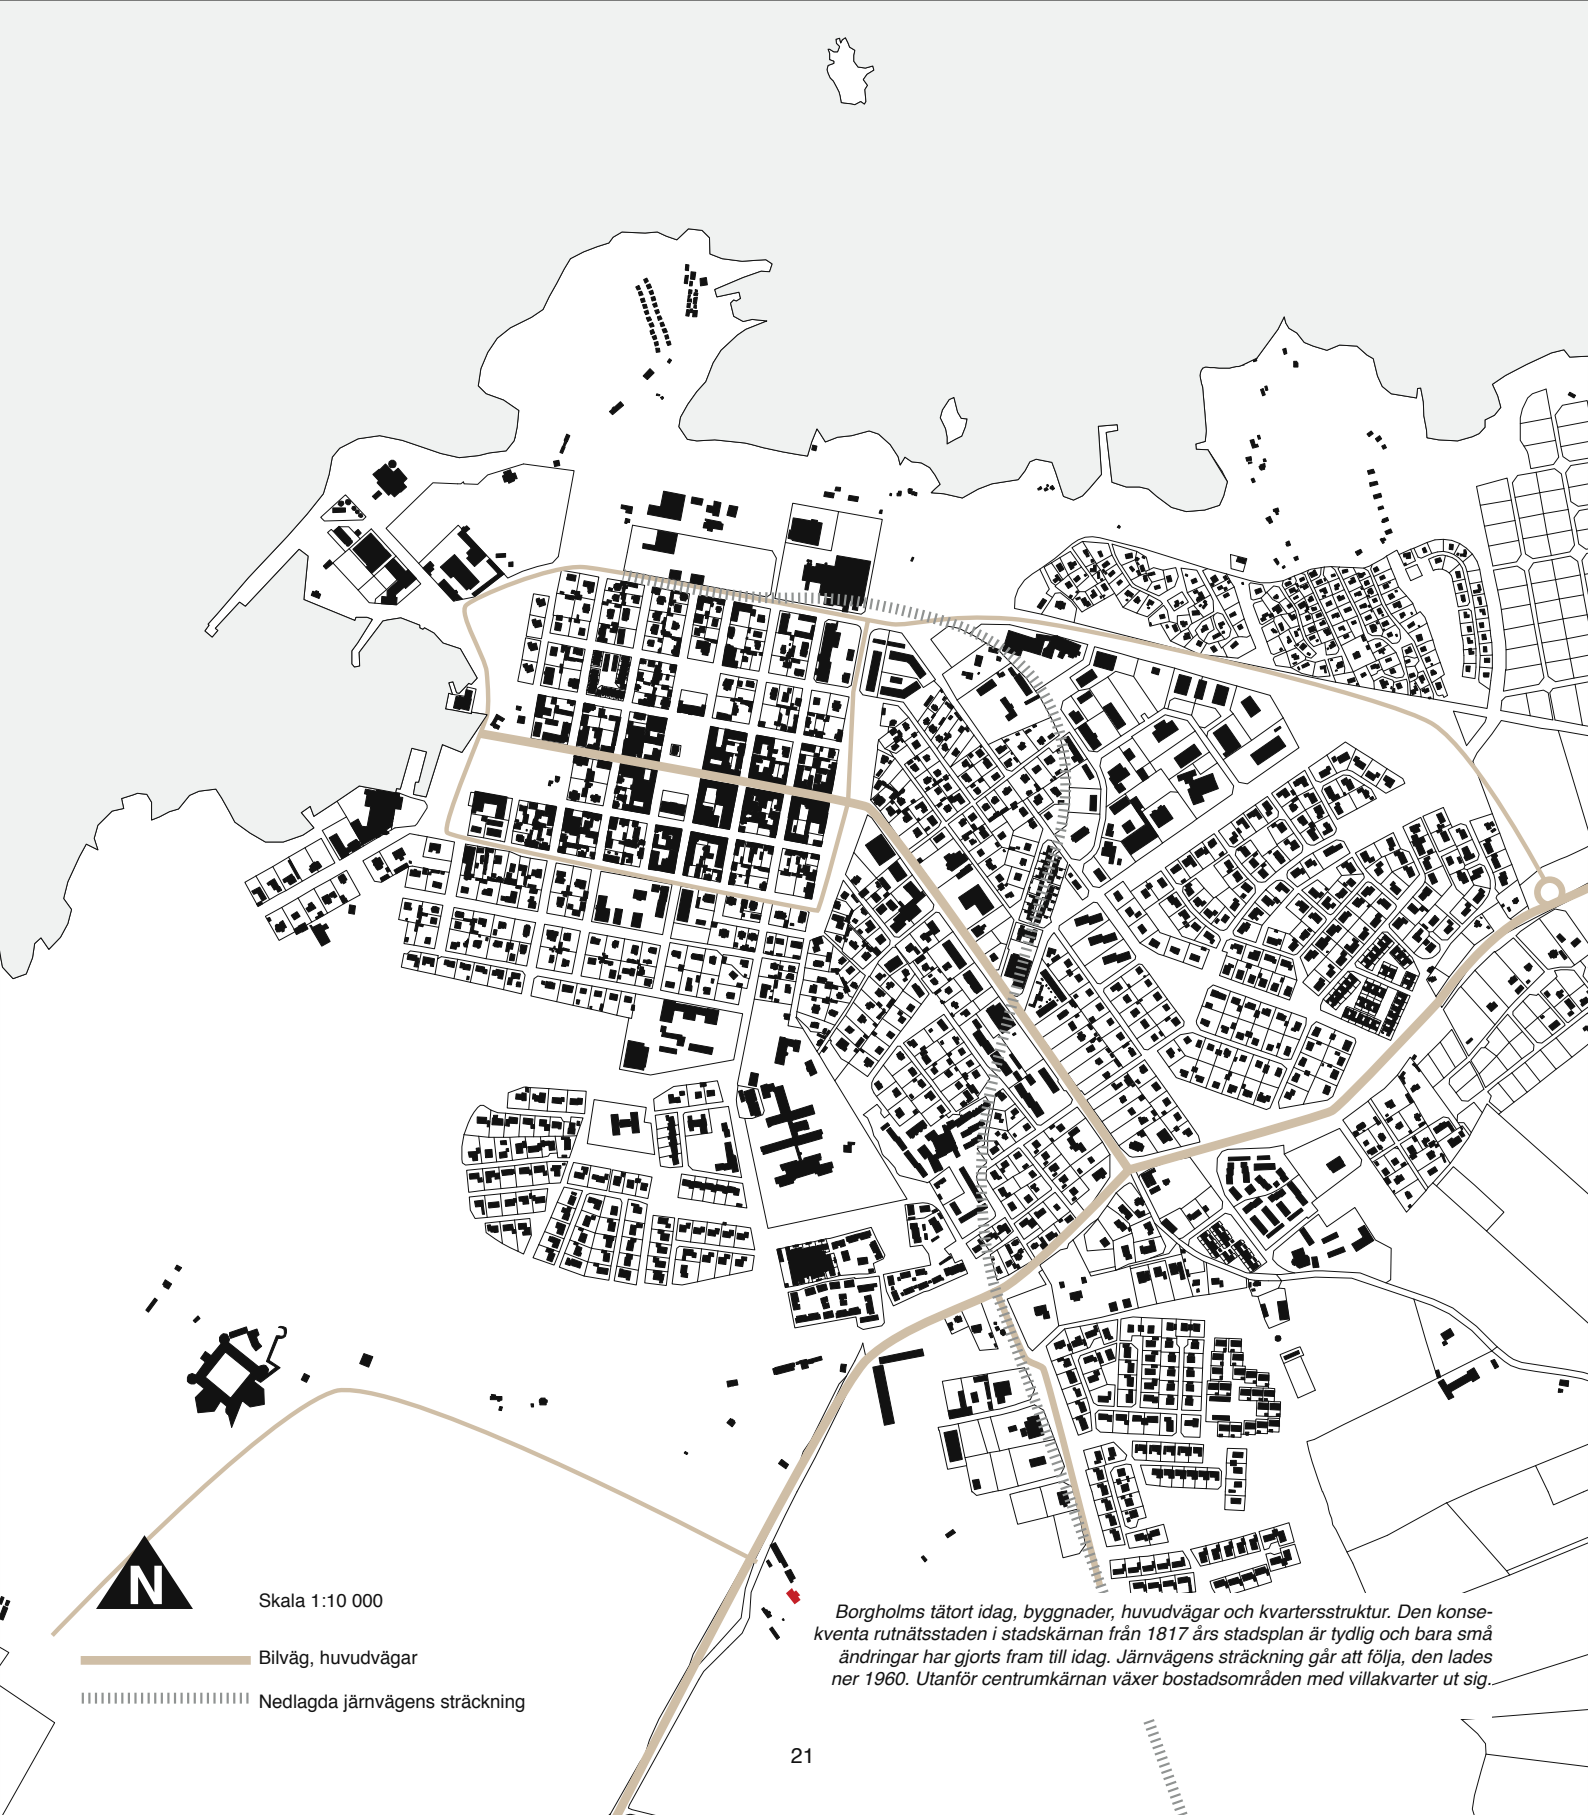 N
Skala 1:10 000
Bilväg, huvudvägar
Nedlagda järnvägens sträckning
Borgholms tätort idag, byggnader, huvudvägar och kvartersstruktur. Den konse-
kventa rutnätsstaden i stadskärnan från 1817 års stadsplan är tydlig och bara små
ändringar har gjorts fram till idag. Järnvägens sträckning går att följa, den lades
ner 1960. Utanför centrumkärnan växer bostadsområden med villakvarter ut sig.
21